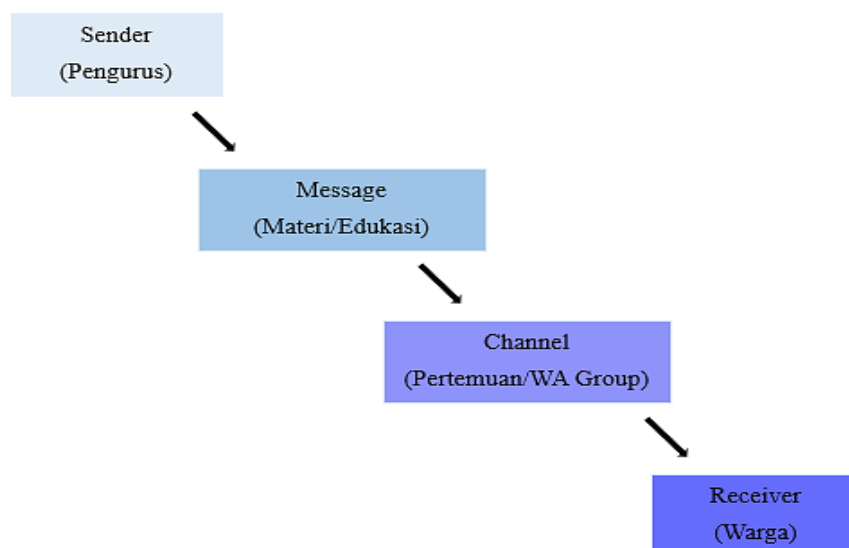 Sender
(Pengurus)
Message
(Materi/Edukasi)
Channel
(Pertemuan/WA Group)
Receiver
(Warga)